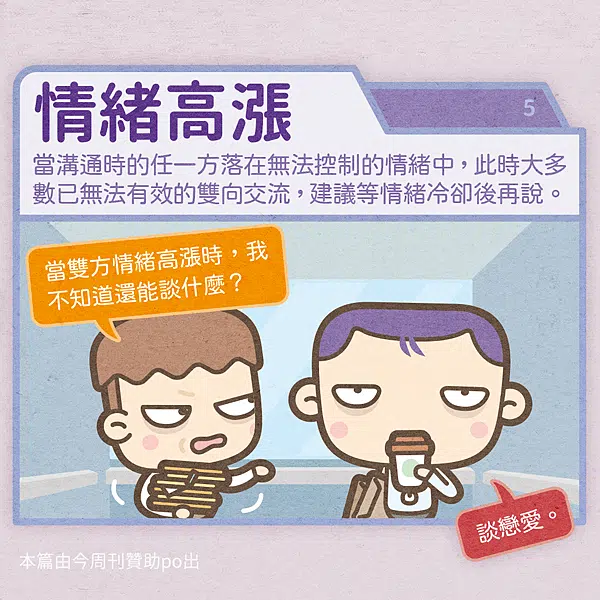 情緒高漲
5
當溝通時的任一方落在無法控制的情緒中，此時大多
數已無法有效的雙向交流，建議等情緒冷卻後再說。
當雙方情緒高漲時，我
不知道還能談什麼？
談戀愛。
本篇由今周刊贊助po出